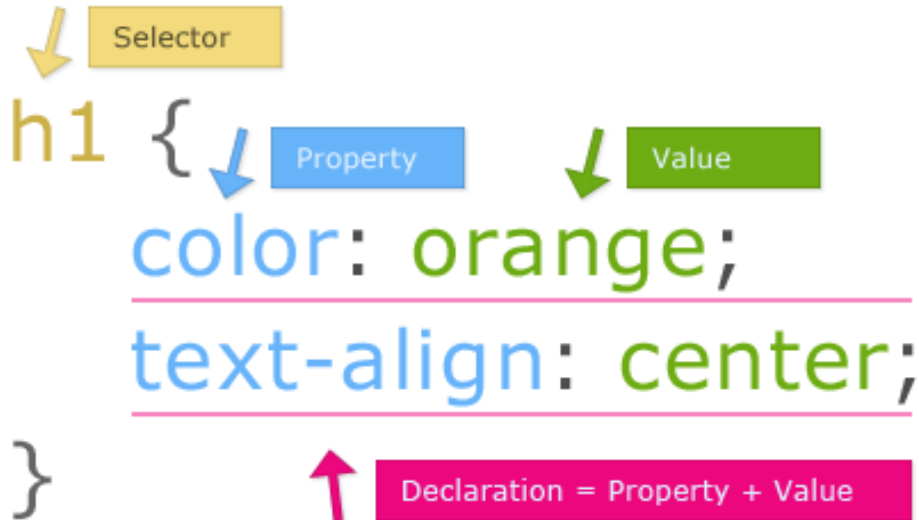 Selector
h1 {
Property
Value
color: orange;
text-align: center;
}
Declaration = Property + Value